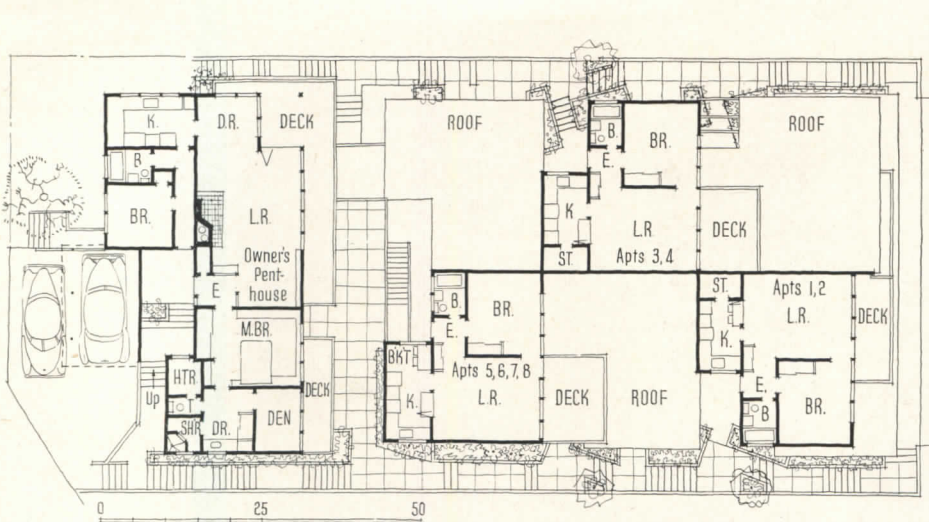 K.
D.R.
DECK
B.
BR.
L.R.
Owner's
Pent-
house
E
M.BR.
DECK
HTR
Up
SHR
DR.
DEN
ROOF
B.
BR.
E.
K
L.R.
ST.
Apts 3,4
DECK
ROOF
B.
BR.
E.
BKT
Apts 5,6,7,8
K.
L.R.
DECK
ROOF
ST.
Apts 1,2
L.R.
K.
DECK
E.
B
BR.
0 25 50